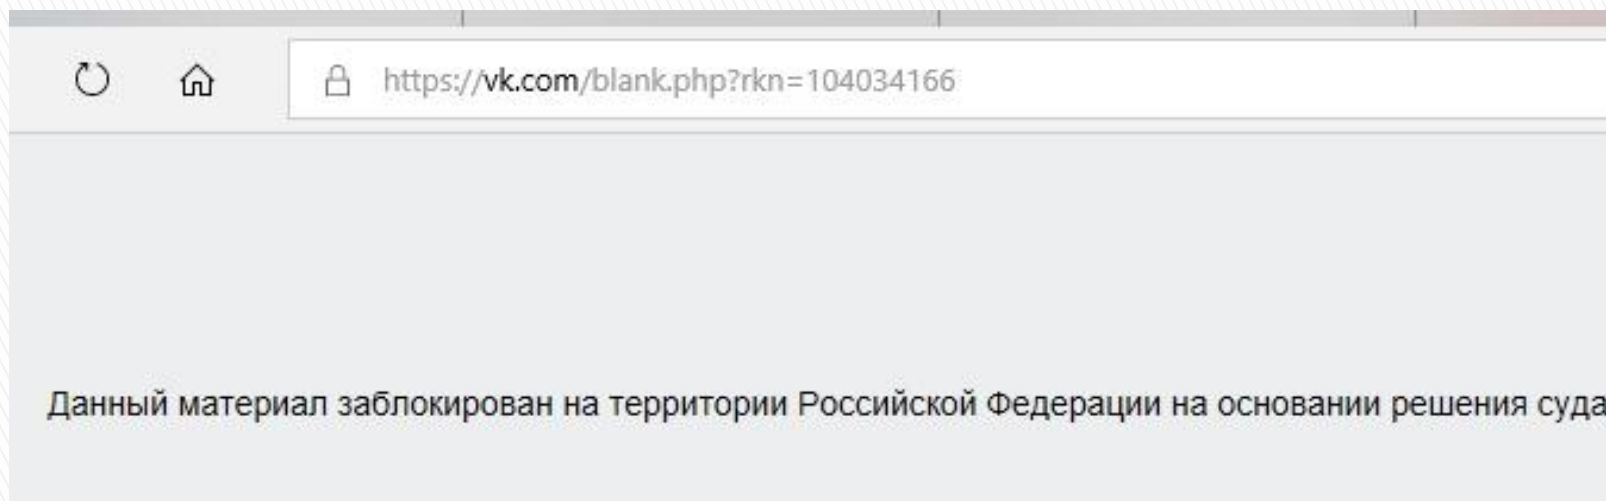 https://vk.com/blank.php?rkn=104034166
Данный материал заблокирован на территории Российской Федерации на основании решения суда